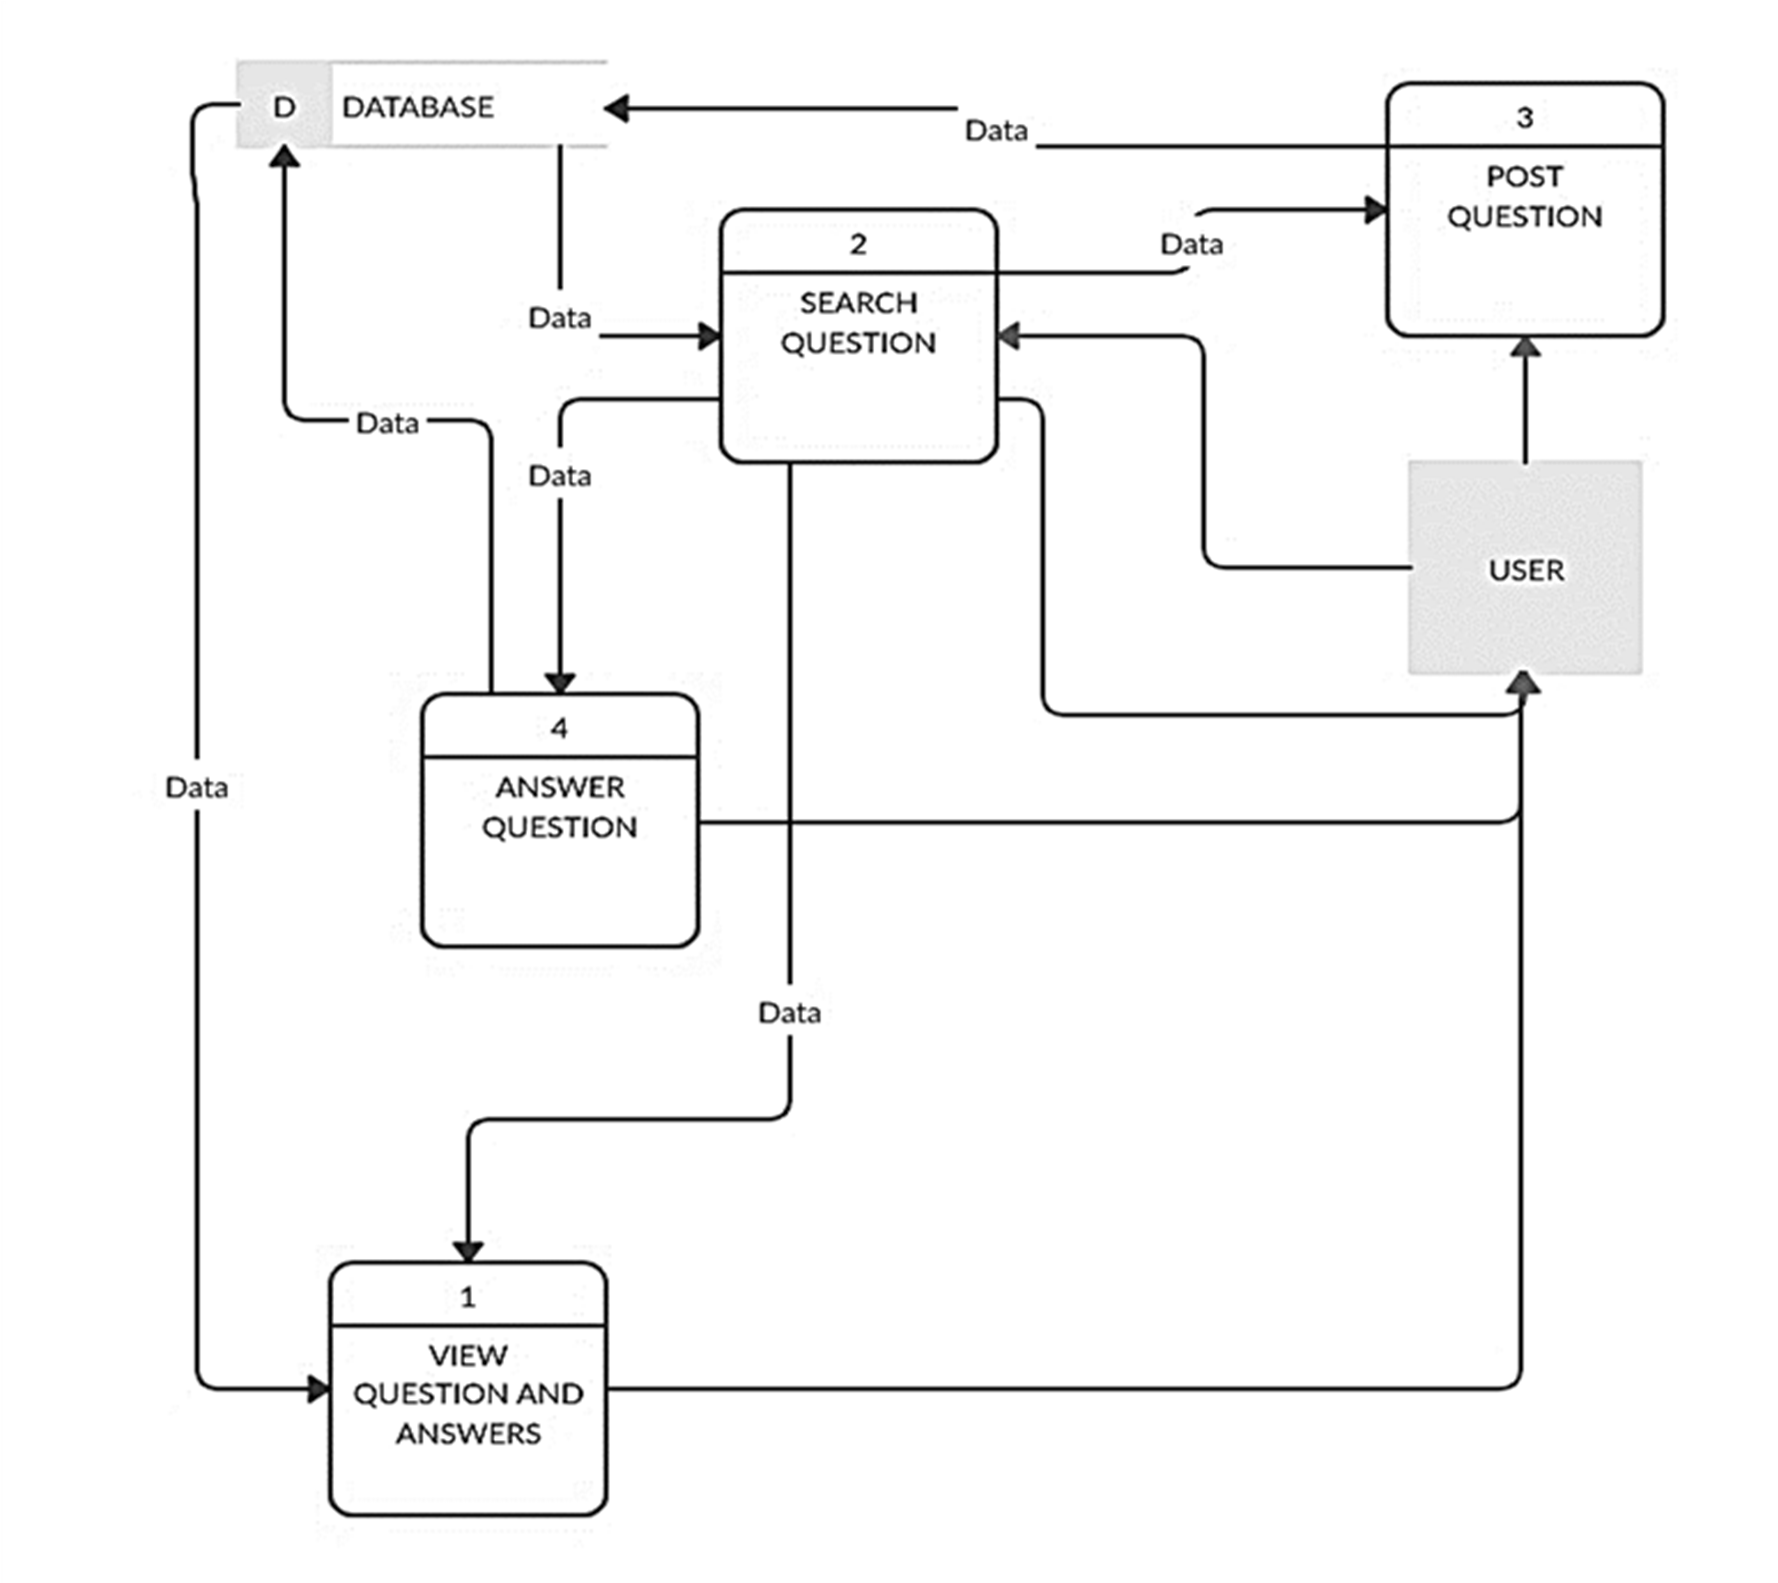 D DATABASE
Data
3
POST
QUESTION
2
SEARCH
QUESTION
Data
Data
Data
Data
USER
4
ANSWER
QUESTION
Data
Data
1
VIEW
QUESTION AND
ANSWERS